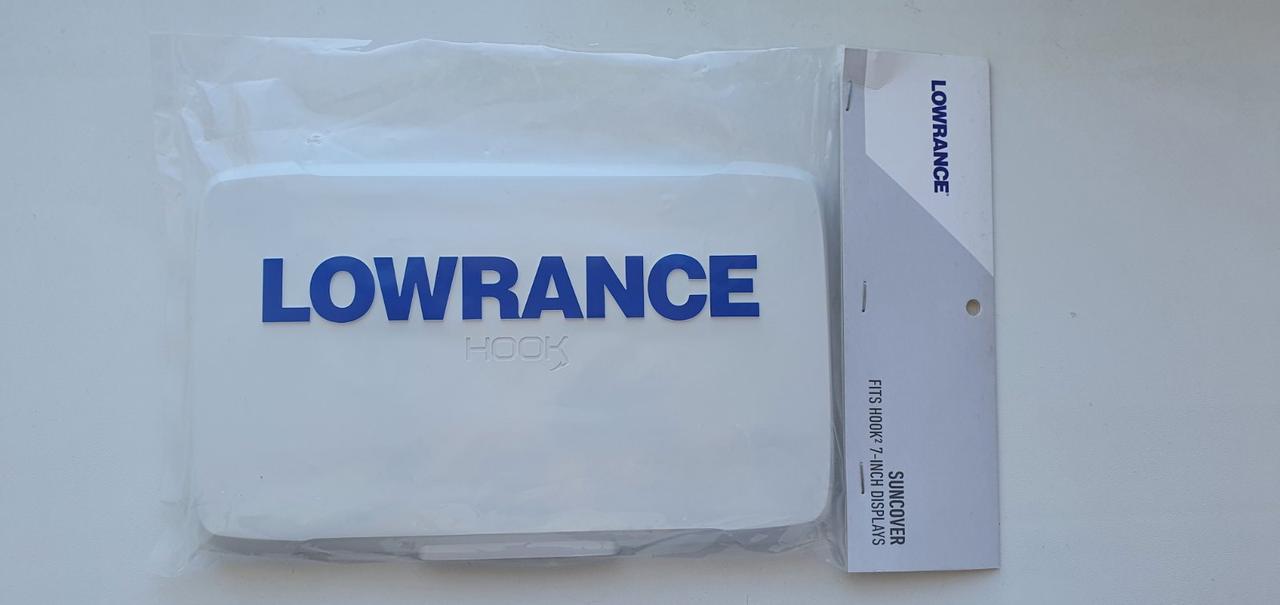 LOWRANCE
HOOK
LOWRANCE®
SUNCOVER
FITS HOOK² 7-INCH DISPLAYS